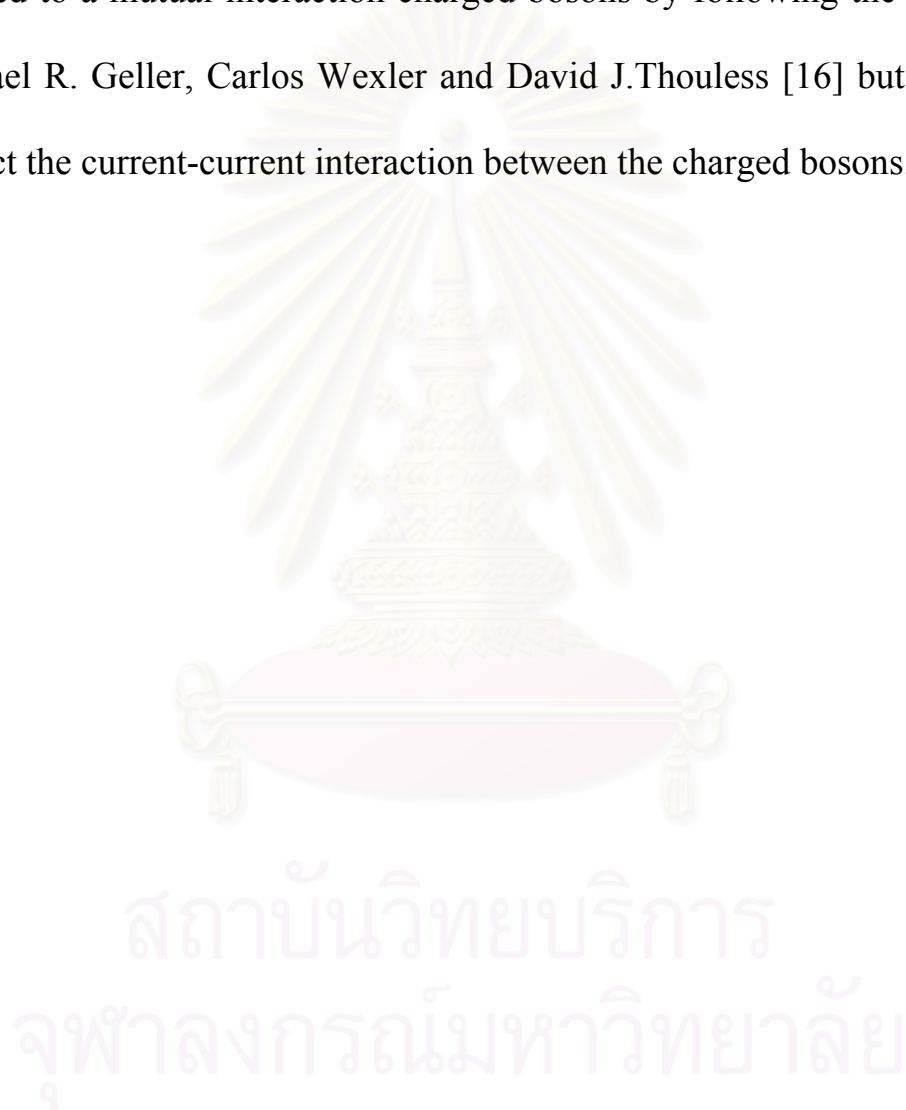 ed to a mutual interaction charged bosons by following the
ael R. Geller, Carlos Wexler and David J.Thouless [16] but
ct the current-current interaction between the charged bosons
สถาบันวิทยบริการ
จุฬาลงกรณ์มหาวิทยาลัย